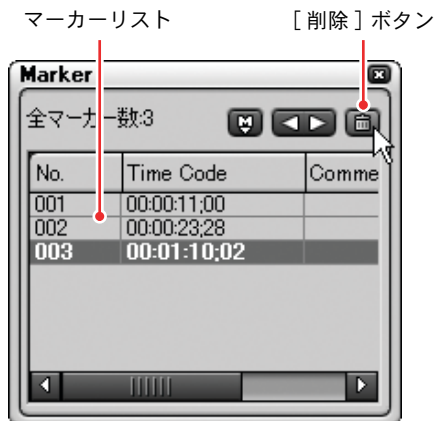 マーカーリスト ［削除］ボタン
Marker
全マーカー数:3
No. Time Code Comme
001 00:00:11;00
002 00:00:23;28
003 00:01:10;02